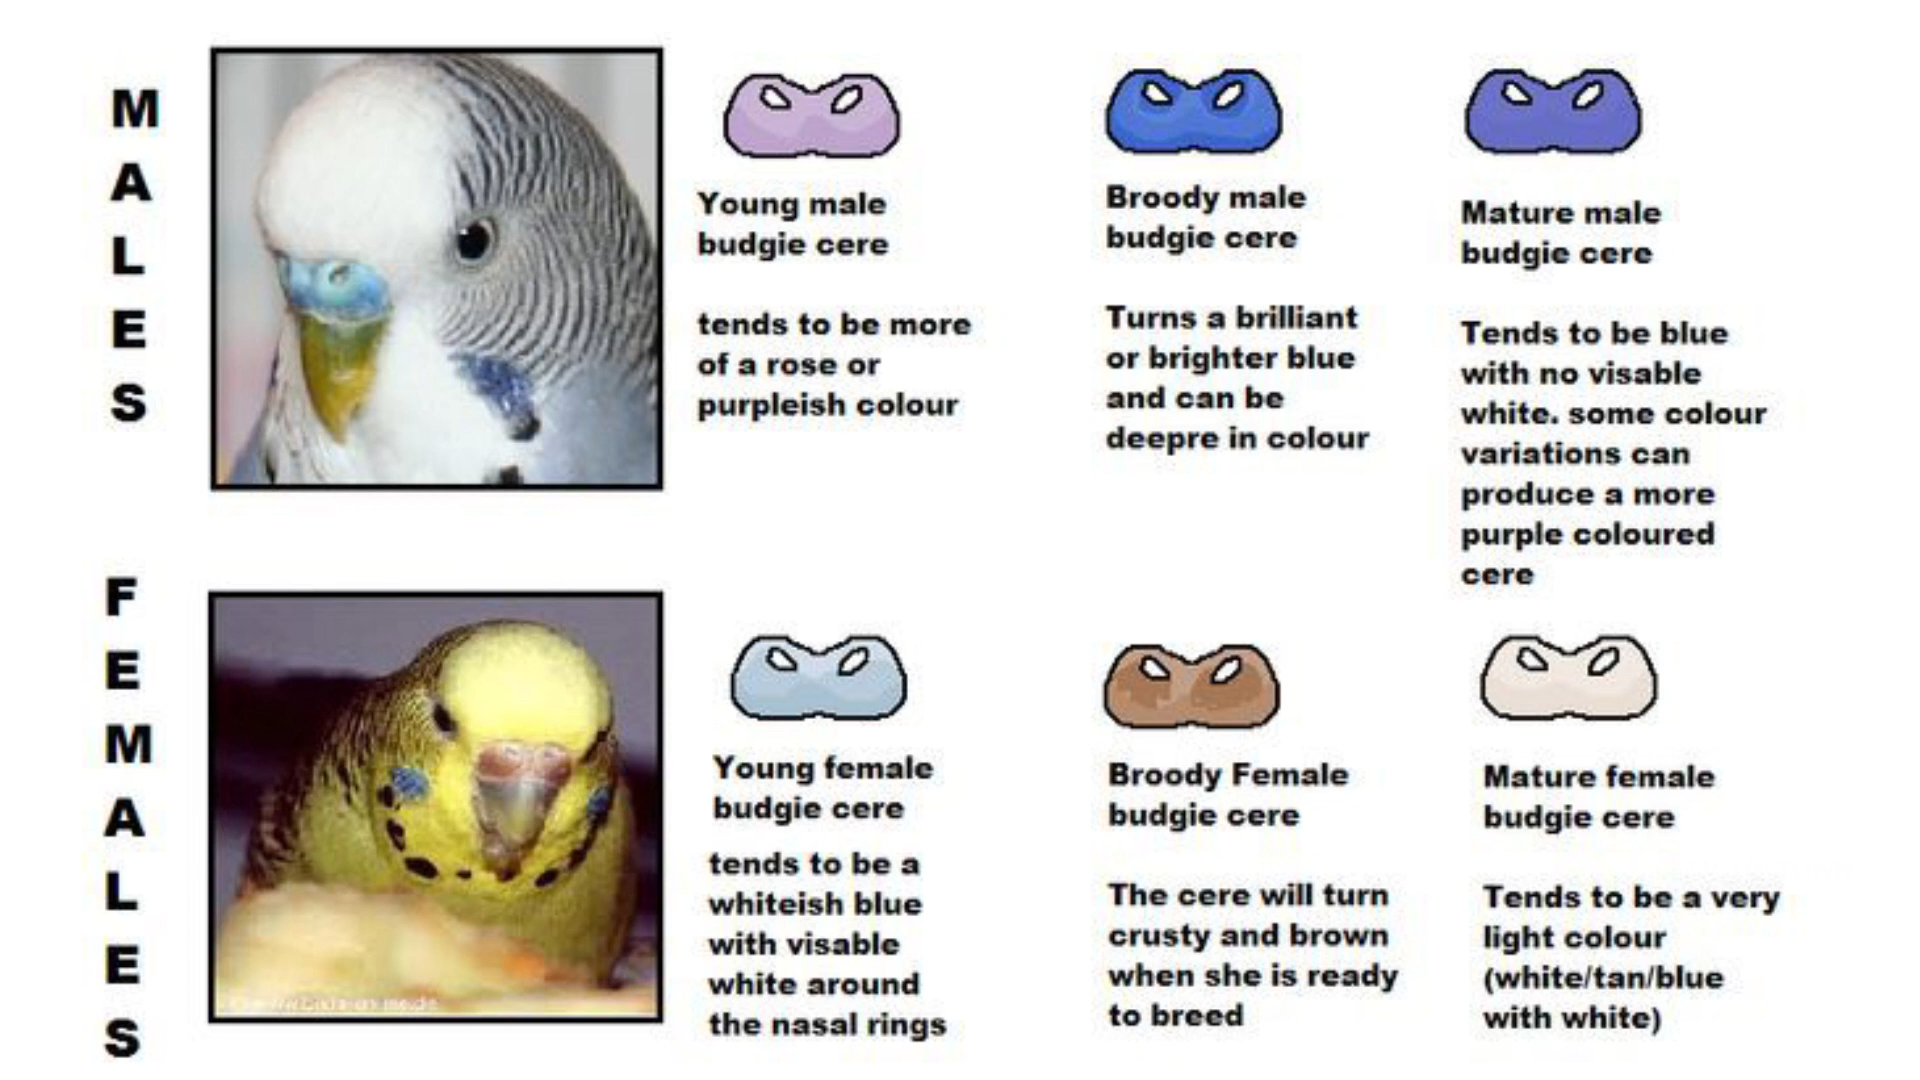 MALES
Young male
budgie cere
tends to be more
of a rose or
purpleish colour
Broody male
budgie cere
Turns a brilliant
or brighter blue
and can be
deepre in colour
Mature male
budgie cere
Tends to be blue
with no visable
white. some colour
variations can
produce a more
purple coloured
cere
FEMALES
Young female
budgie cere
tends to be a
whiteish blue
with visable
white around
the nasal rings
Broody Female
budgie cere
The cere will turn
crusty and brown
when she is ready
to breed
Mature female
budgie cere
Tends to be a very
light colour
(white/tan/blue
with white)